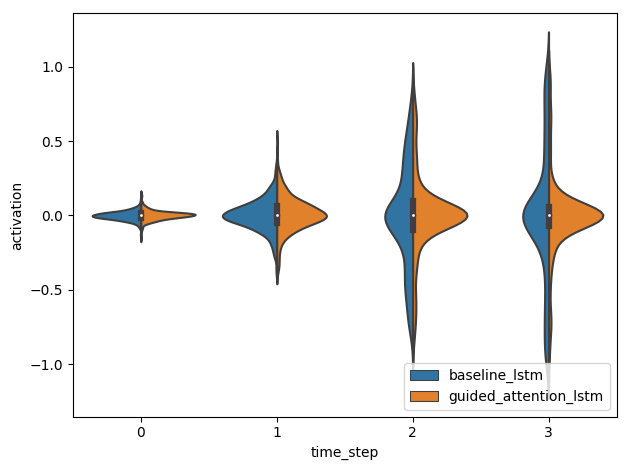 1.0
0.5
0.0
−0.5
−1.0
activation
0
1
2
3
time_step
baseline_lstm
guided_attention_lstm